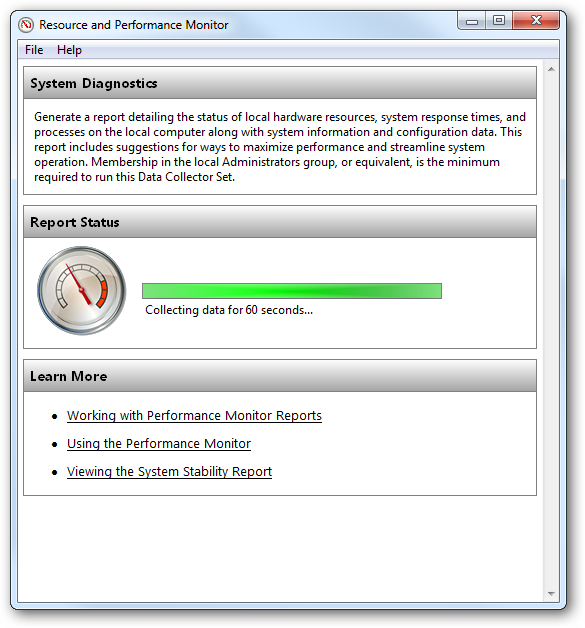 Resource and Performance Monitor
File Help
System Diagnostics
Generate a report detailing the status of local hardware resources, system response times, and
processes on the local computer along with system information and configuration data. This
report includes suggestions for ways to maximize performance and streamline system
operation. Membership in the local Administrators group, or equivalent, is the minimum
required to run this Data Collector Set.
Report Status
Collecting data for 60 seconds...
Learn More
• Working with Performance Monitor Reports
• Using the Performance Monitor
• Viewing the System Stability Report